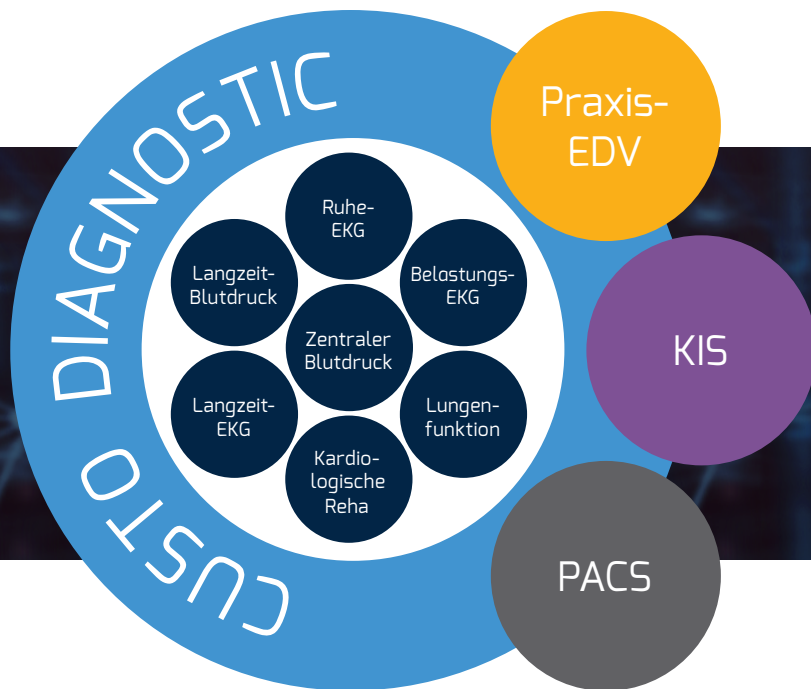 CUSTO DIAGNOSTIC
Praxis-
EDV
KIS
PACS
Ruhe-
EKG
Langzeit-
Blutdruck
Belastungs-
EKG
Zentraler
Blutdruck
Langzeit-
EKG
Lungen-
funktion
Kardio-
logische
Reha